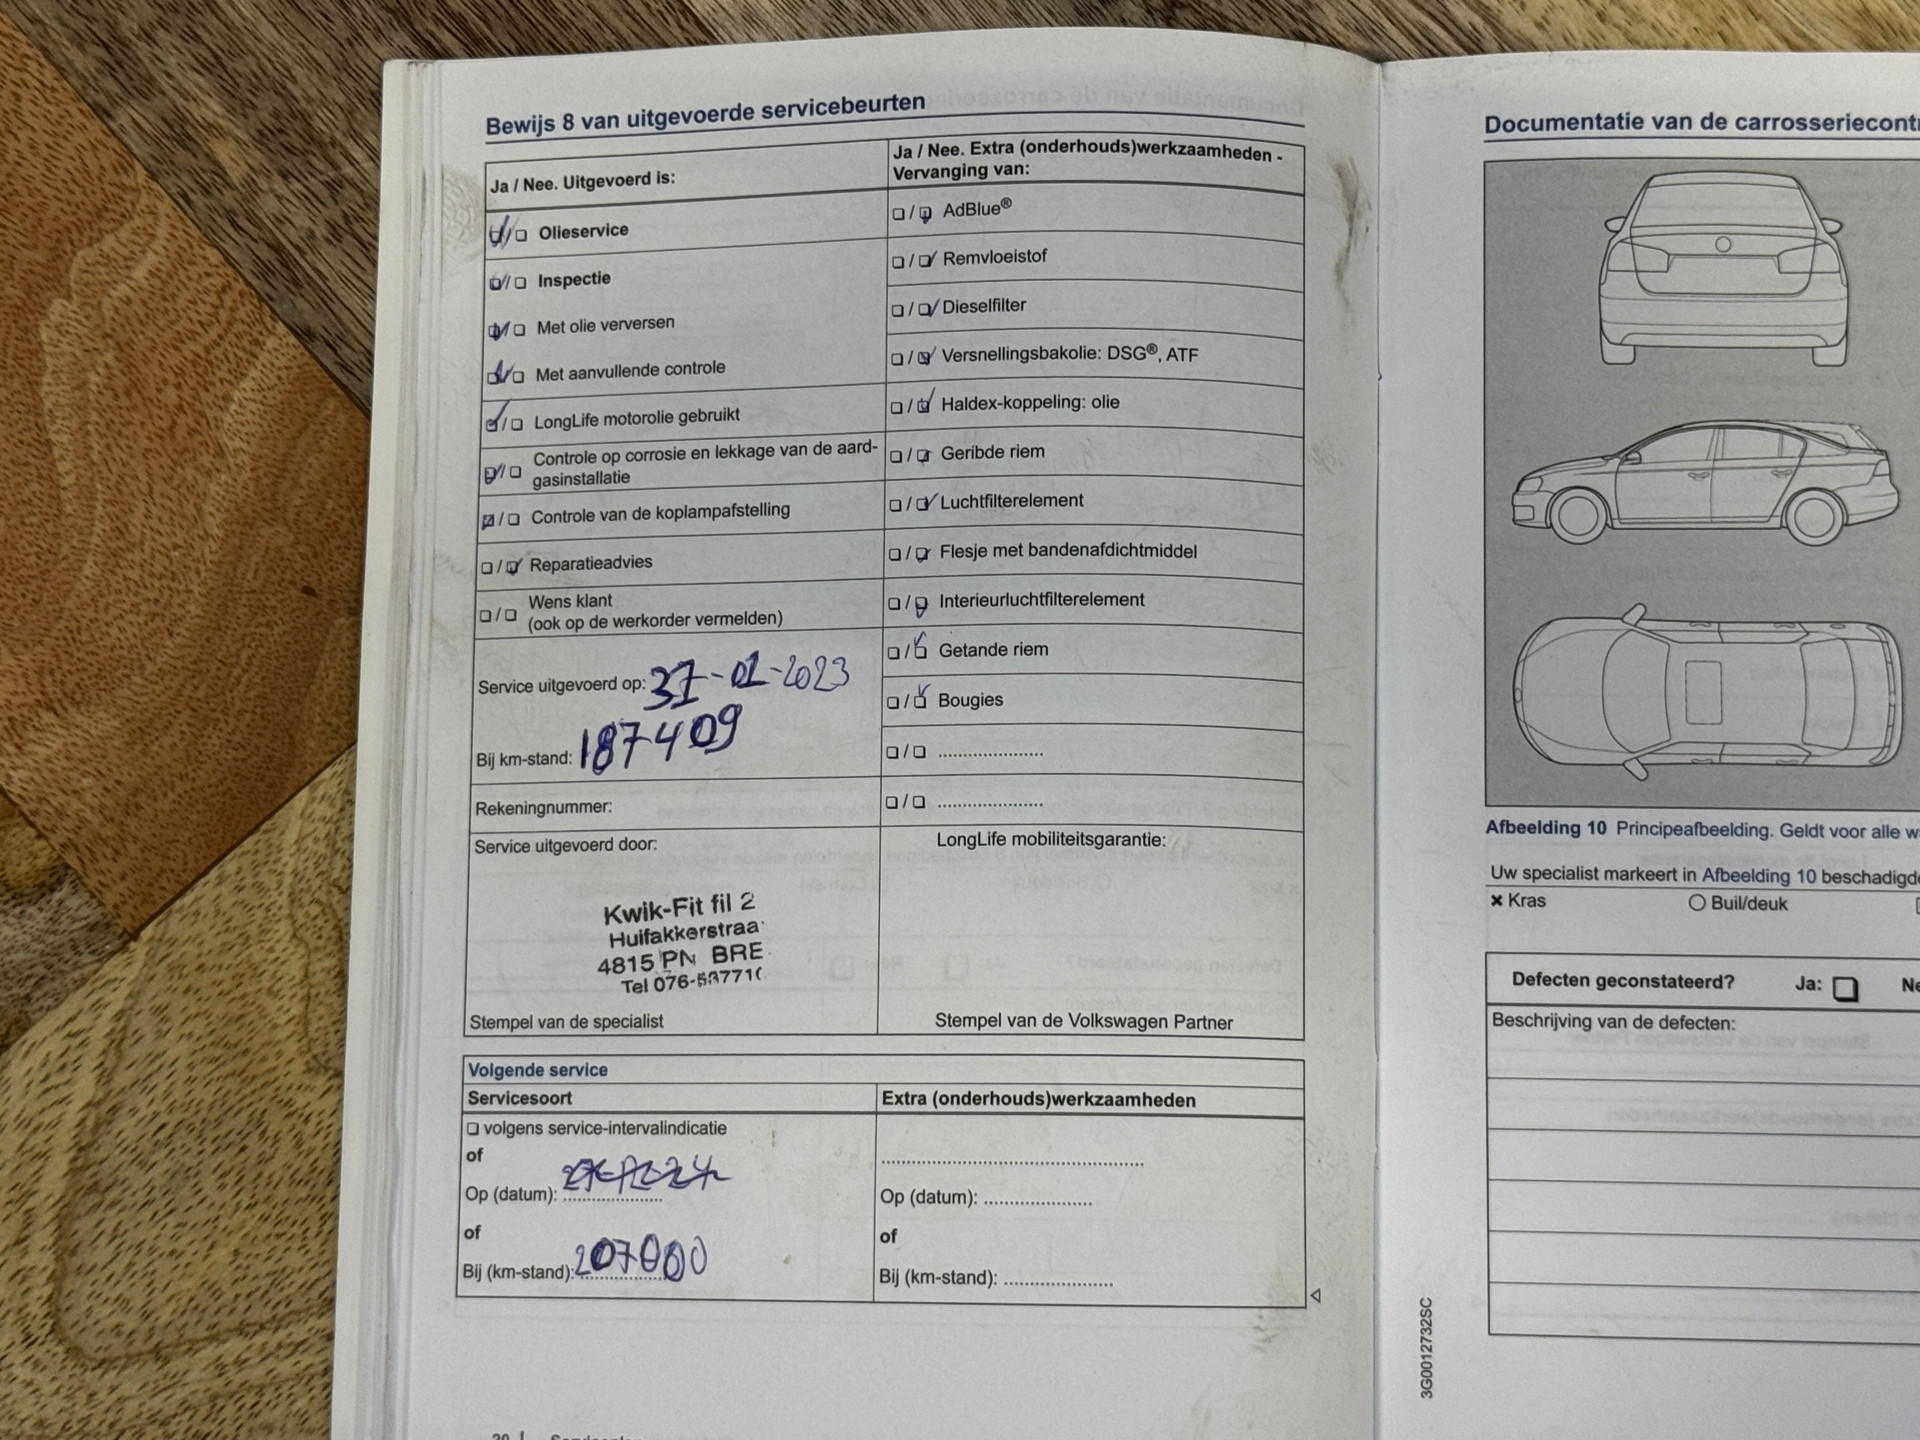 Bewijs 8 van uitgevoerde servicebeurten
Ja / Nee. Uitgevoerd is:
Olieservice
Inspectie
Met olie verversen
Met aanvullende controle
LongLife motorolie gebruikt
Controle op corrosie en lekkage van de aard-
gasinstallatie
Controle van de koplampafstelling
Reparatieadvies
Wens klant
(ook op de werkorder vermelden)
Service uitgevoerd op: 31-01-2023
Bij km-stand: 187409
Rekeningnummer:
Service uitgevoerd door:
Kwik-Fit fil 2
Huifakkerstraa
4815 PN BRE
Tel 076-
Stempel van de specialist
Ja / Nee. Extra (onderhouds)werkzaamheden -
Vervanging van:
AdBlue®
Remvloeistof
Dieselfilter
Versnellingsbakolie: DSG®, ATF
Haldex-koppeling: olie
Geribde riem
Luchtfilterelement
Flesje met bandenafdichtmiddel
Interieurluchtfilterelement
Getande riem
Bougies
LongLife mobiliteitsgarantie:
Stempel van de Volkswagen Partner
Volgende service
Servicesoort
volgens service-intervalindicatie
of
Op (datum):
of
Bij (km-stand): 207000
Extra (onderhouds)werkzaamheden
Op (datum):
of
Bij (km-stand):
Documentatie van de carrosseriecont
Afbeelding 10 Principeafbeelding. Geldt voor alle
Uw specialist markeert in Afbeelding 10 beschadigde
Kras
Buil/deuk
Defecten geconstateerd?
Ja:
Ne
Beschrijving van de defecten:
3G0012732SC